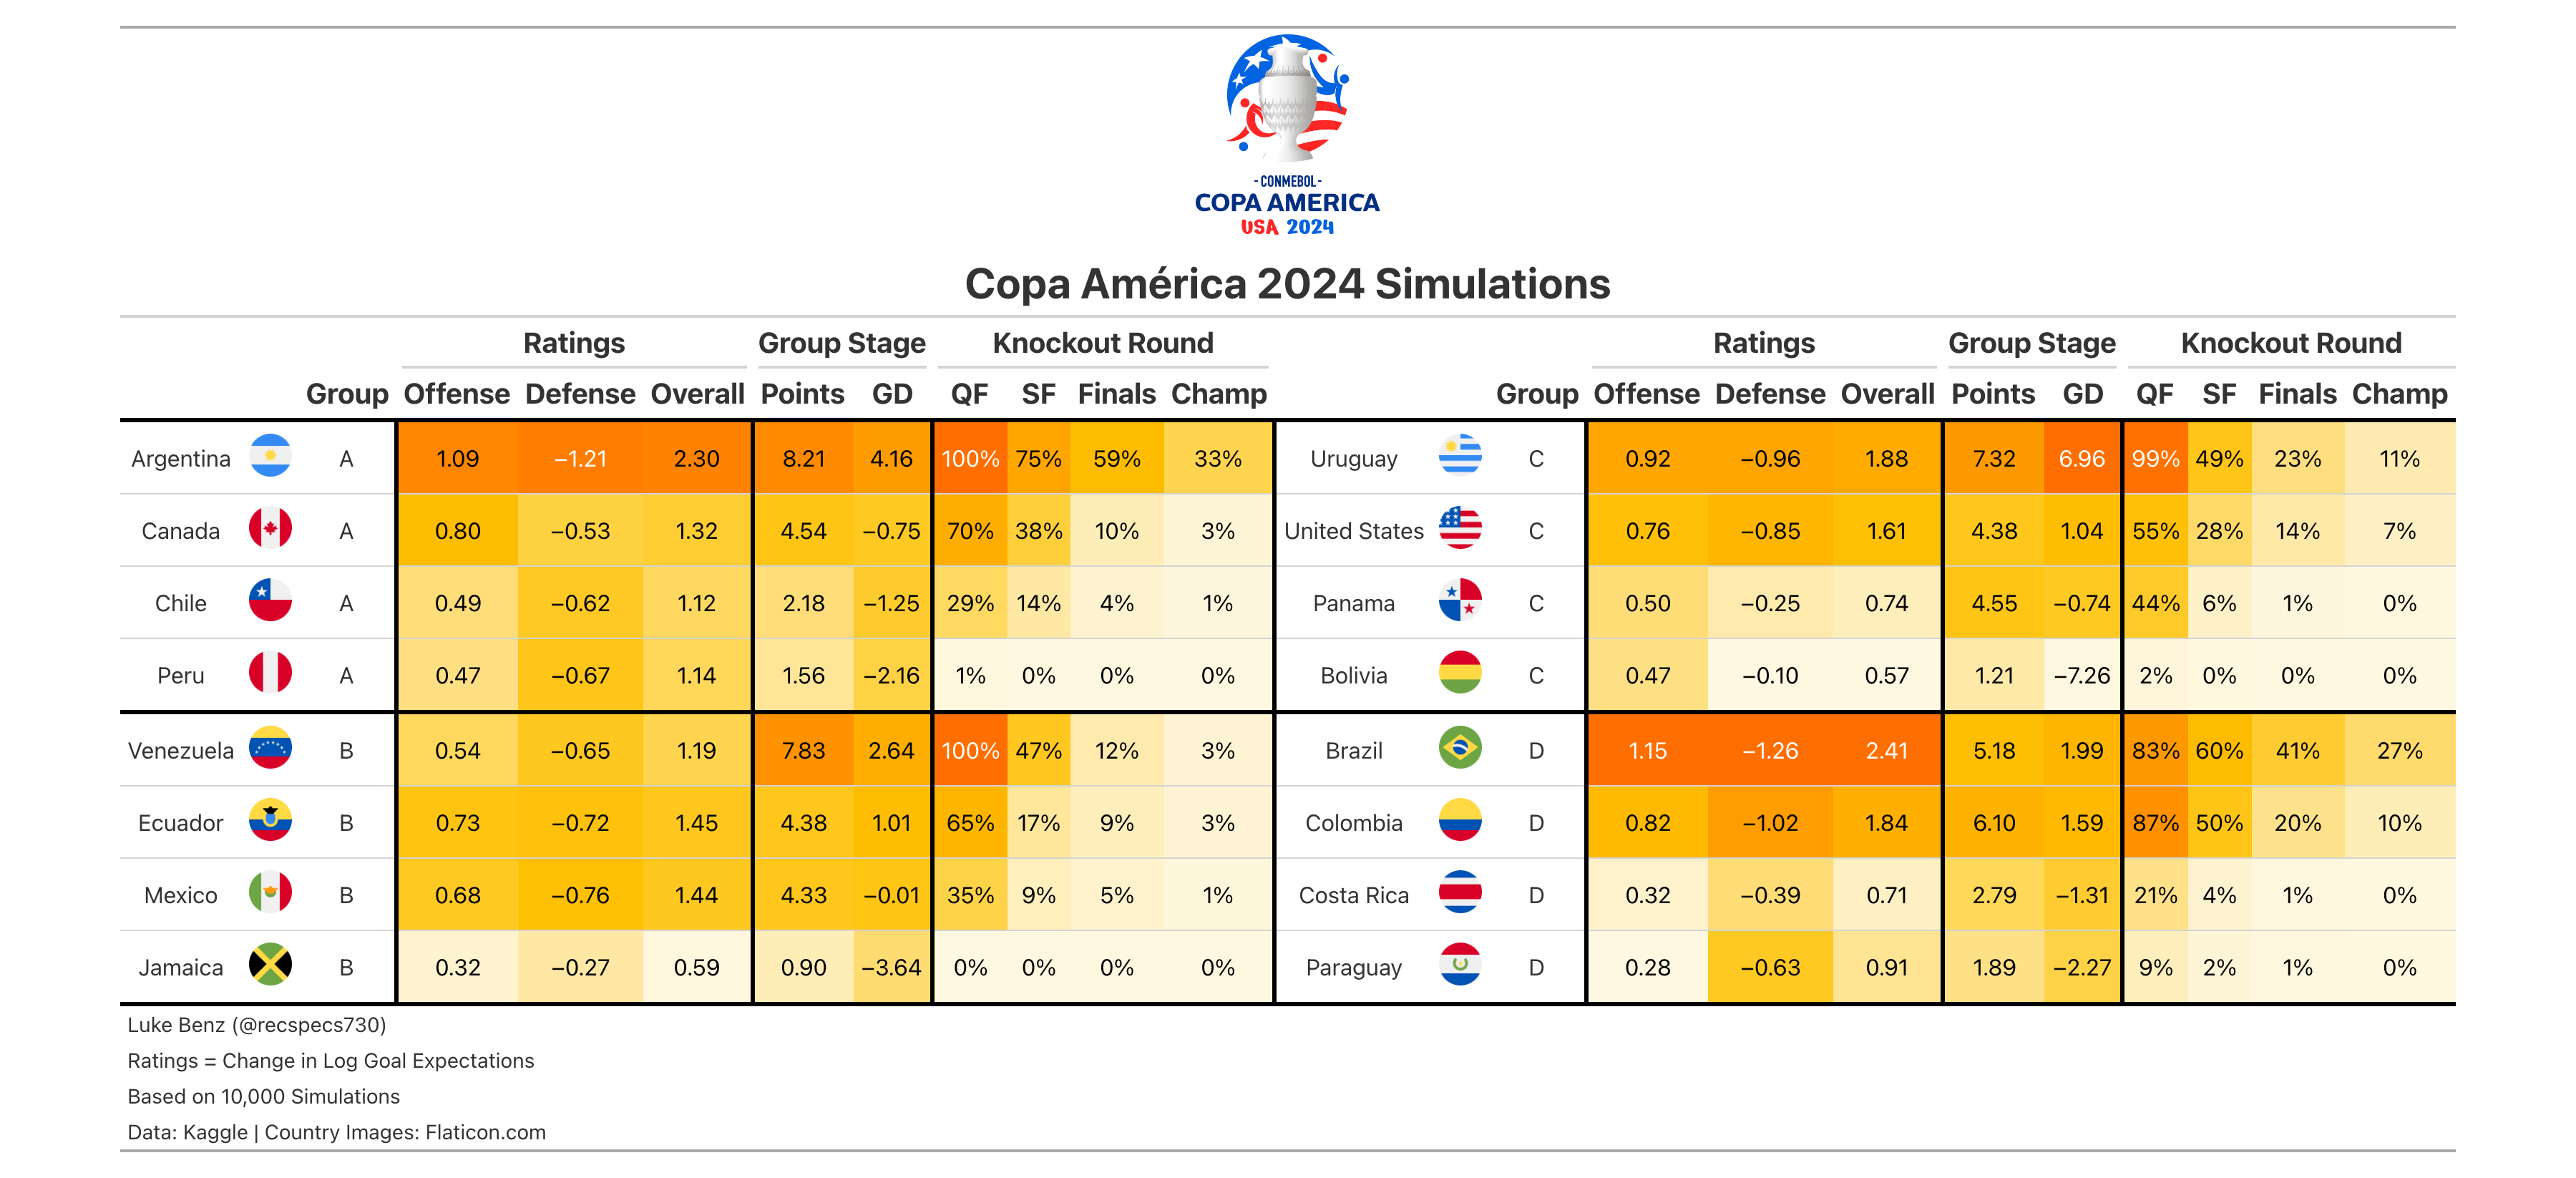 - CONMEBOL -
COPA AMERICA
USA 2024
Copa América 2024 Simulations
Ratings Group Stage Knockout Round Ratings Group Stage Knockout Round
Group Offense Defense Overall Points GD QF SF Finals Champ Group Offense Defense Overall Points GD QF SF Finals Champ
Argentina A 1.09 −1.21 2.30 8.21 4.16 100% 75% 59% 33% Uruguay C 0.92 −0.96 1.88 7.32 6.96 99% 49% 23% 11%
Canada A 0.80 −0.53 1.32 4.54 −0.75 70% 38% 10% 3% United States C 0.76 −0.85 1.61 4.38 1.04 55% 28% 14% 7%
Chile A 0.49 −0.62 1.12 2.18 −1.25 29% 14% 4% 1% Panama C 0.50 −0.25 0.74 4.55 −0.74 44% 6% 1% 0%
Peru A 0.47 −0.67 1.14 1.56 −2.16 1% 0% 0% 0% Bolivia C 0.47 −0.10 0.57 1.21 −7.26 2% 0% 0% 0%
Venezuela B 0.54 −0.65 1.19 7.83 2.64 100% 47% 12% 3% Brazil D 1.15 −1.26 2.41 5.18 1.99 83% 60% 41% 27%
Ecuador B 0.73 −0.72 1.45 4.38 1.01 65% 17% 9% 3% Colombia D 0.82 −1.02 1.84 6.10 1.59 87% 50% 20% 10%
Mexico B 0.68 −0.76 1.44 4.33 −0.01 35% 9% 5% 1% Costa Rica D 0.32 −0.39 0.71 2.79 −1.31 21% 4% 1% 0%
Jamaica B 0.32 −0.27 0.59 0.90 −3.64 0% 0% 0% 0% Paraguay D 0.28 −0.63 0.91 1.89 −2.27 9% 2% 1% 0%
Luke Benz (@recspecs730)
Ratings = Change in Log Goal Expectations
Based on 10,000 Simulations
Data: Kaggle | Country Images: Flaticon.com